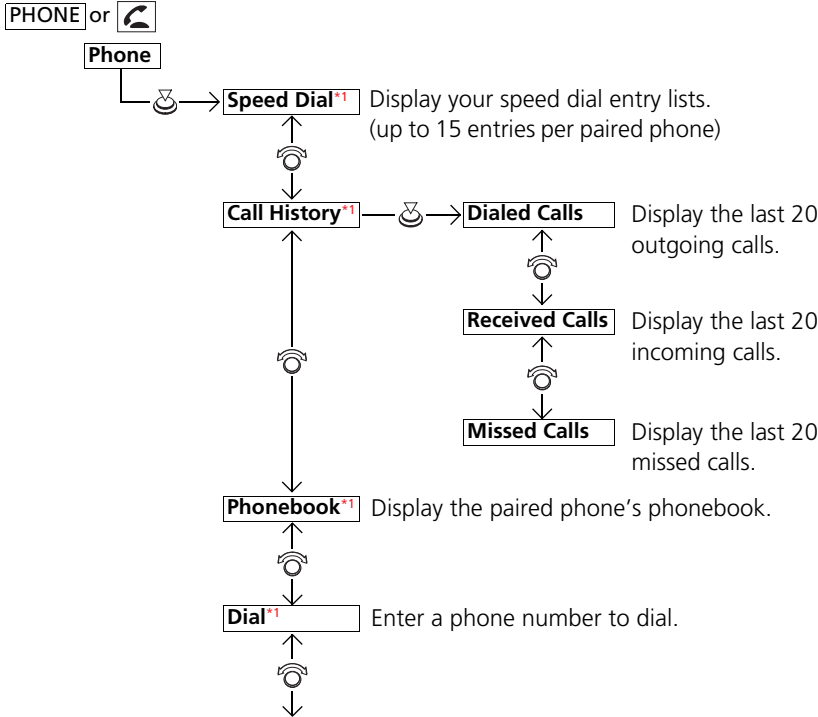 PHONE or
Phone
Speed Dial*1 Display your speed dial entry lists.
(up to 15 entries per paired phone)
Call History*1 Dialed Calls Display the last 20
outgoing calls.
Received Calls Display the last 20
incoming calls.
Missed Calls Display the last 20
missed calls.
Phonebook*1 Display the paired phone’s phonebook.
Dial*1 Enter a phone number to dial.